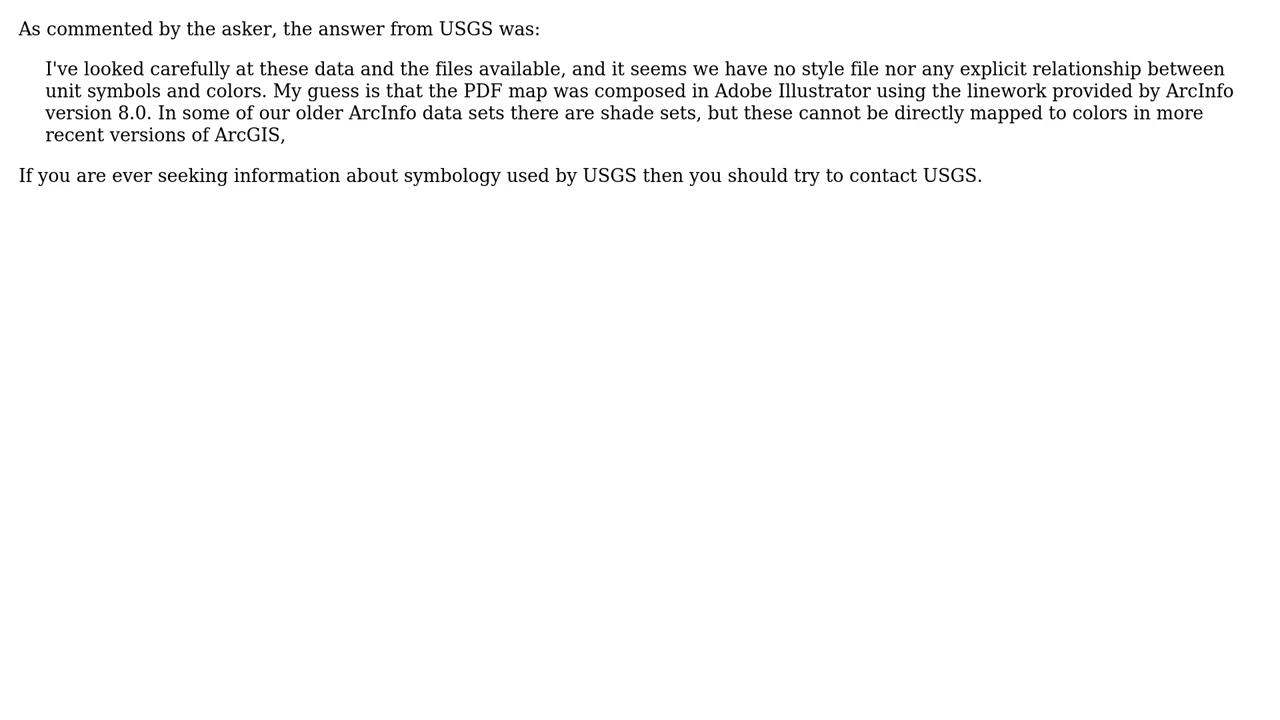 As commented by the asker, the answer from USGS was:
I've looked carefully at these data and the files available, and it seems we have no style file nor any explicit relationship between
unit symbols and colors. My guess is that the PDF map was composed in Adobe Illustrator using the linework provided by ArcInfo
version 8.0. In some of our older ArcInfo data sets there are shade sets, but these cannot be directly mapped to colors in more
recent versions of ArcGIS,
If you are ever seeking information about symbology used by USGS then you should try to contact USGS.